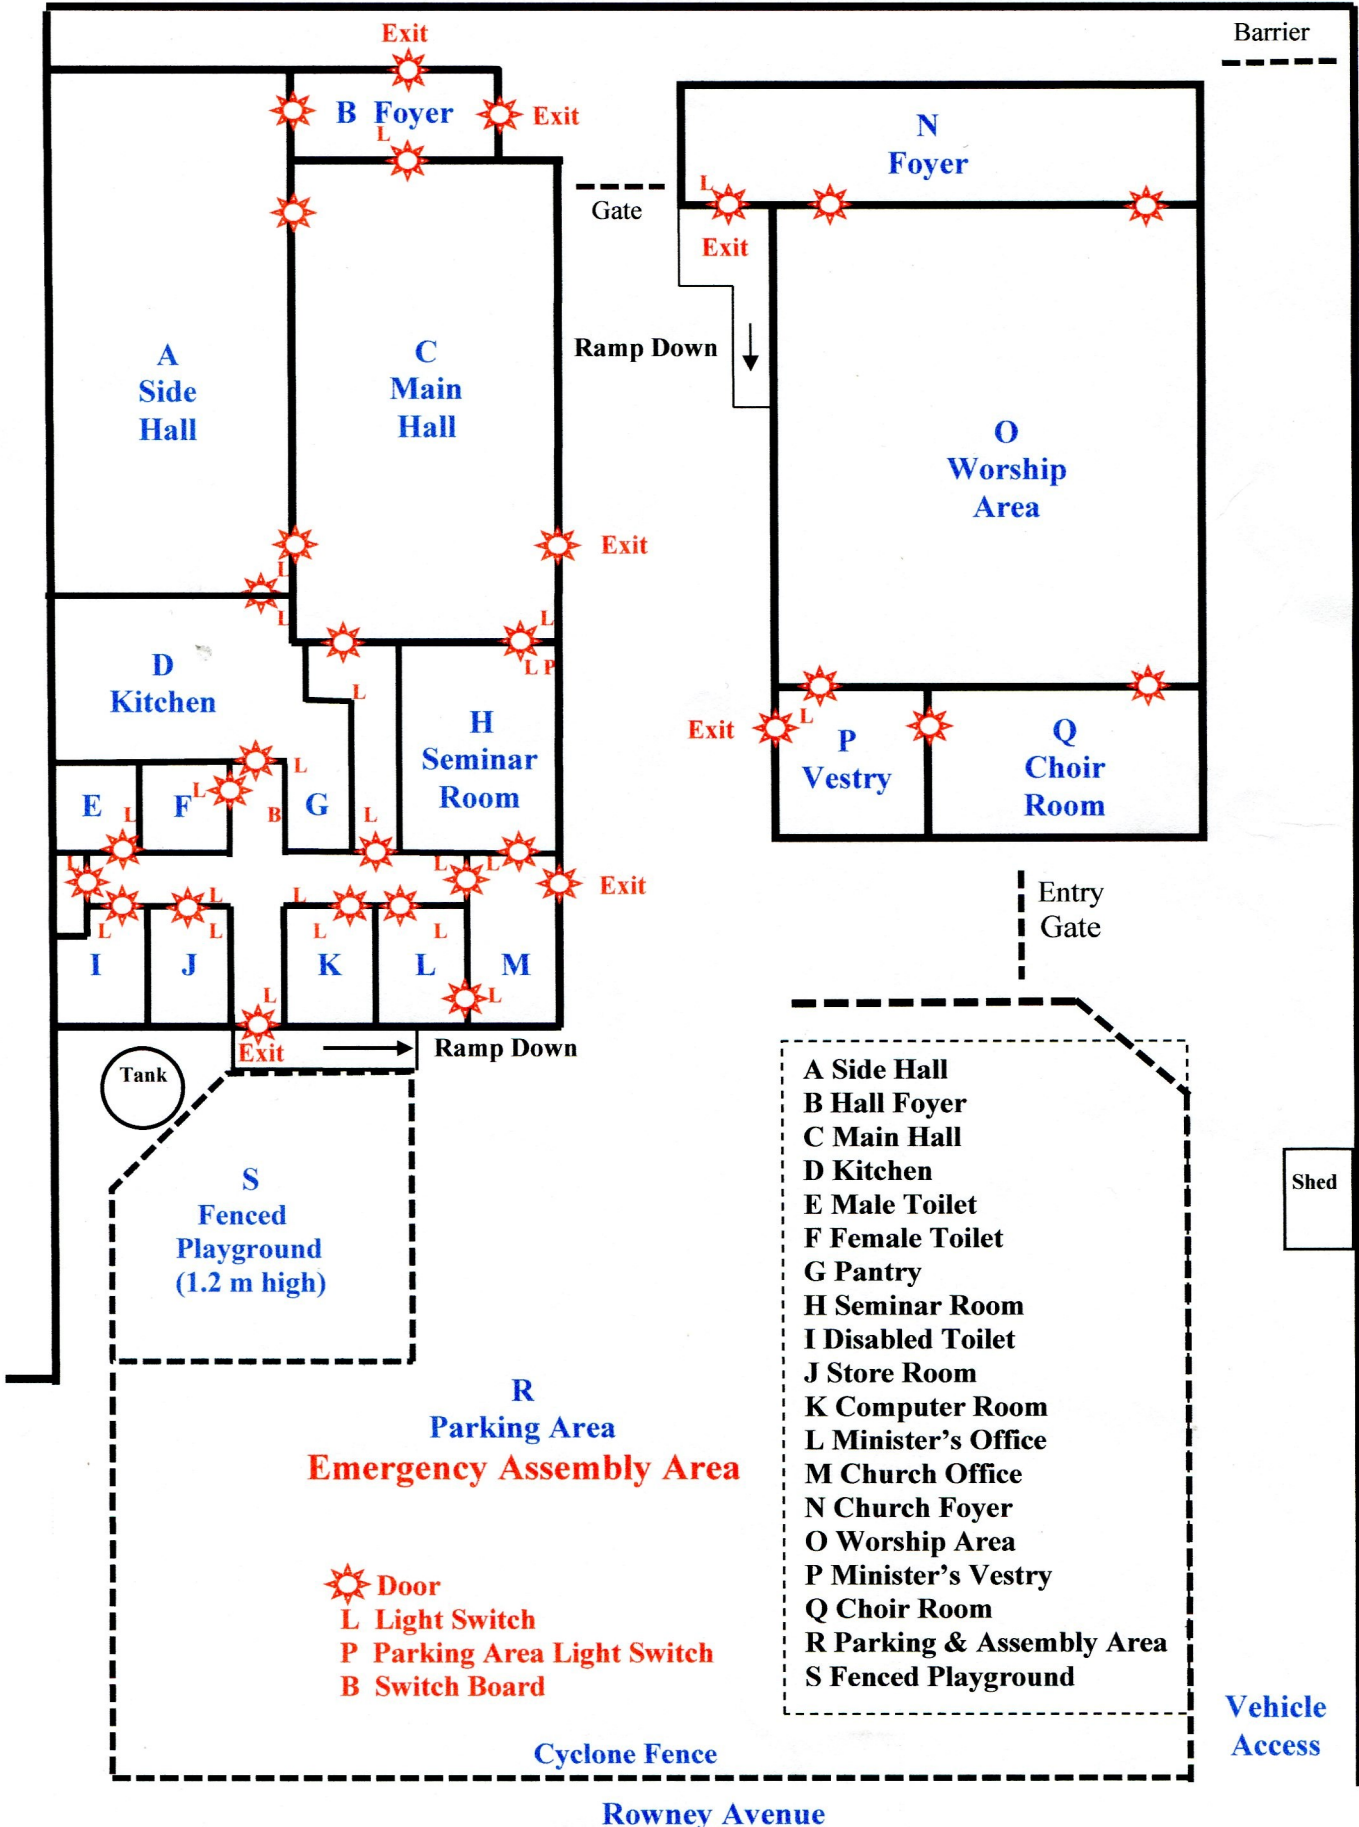 Exit
Barrier
B Foyer
L
Exit
N
Foyer
L
Gate
Exit
Ramp Down
A
Side
Hall
C
Main
Hall
O
Worship
Area
Exit
L
L
L
L P
D
Kitchen
L
H
Seminar
Room
Exit
L
P
Vestry
Q
Choir
Room
L
E
L
F
L
B
G
L
L
L
L
Exit
Entry
Gate
L
L
L
L
L
L
I
J
K
L
M
L
L
Exit
Ramp Down
Tank
S
Fenced
Playground
(1.2 m high)
A Side Hall
B Hall Foyer
C Main Hall
D Kitchen
E Male Toilet
F Female Toilet
G Pantry
H Seminar Room
I Disabled Toilet
J Store Room
K Computer Room
L Minister's Office
M Church Office
N Church Foyer
O Worship Area
P Minister's Vestry
Q Choir Room
R Parking & Assembly Area
S Fenced Playground
Shed
R
Parking Area
Emergency Assembly Area
Door
L Light Switch
P Parking Area Light Switch
B Switch Board
Vehicle
Access
Cyclone Fence
Rowney Avenue